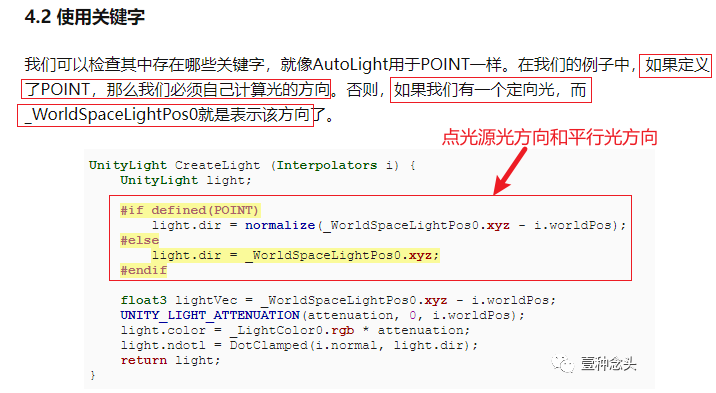 4.2 使用关键字
我们可以检查其中存在哪些关键字，就像AutoLight用于POINT一样。在我们的例子中，如果定义
了POINT，那么我们必须自己计算光的方向。否则，如果我们有一个定向光，而
_WorldSpaceLightPos0就是表示该方向了。
点光源光方向和平行光方向
UnityLight CreateLight (Interpolators i) {
    UnityLight light;
    #if defined(POINT)
        light.dir = normalize(_WorldSpaceLightPos0.xyz - i.worldPos);
    #else
        light.dir = _WorldSpaceLightPos0.xyz;
    #endif
    float3 lightVec = _WorldSpaceLightPos0.xyz - i.worldPos;
    UNITY_LIGHT_ATTENUATION(attenuation, 0, i.worldPos);
    light.color = _LightColor0.rgb * attenuation;
    light.ndotl = DotClamped(i.normal, light.dir);
    return light;
}
壹种念头